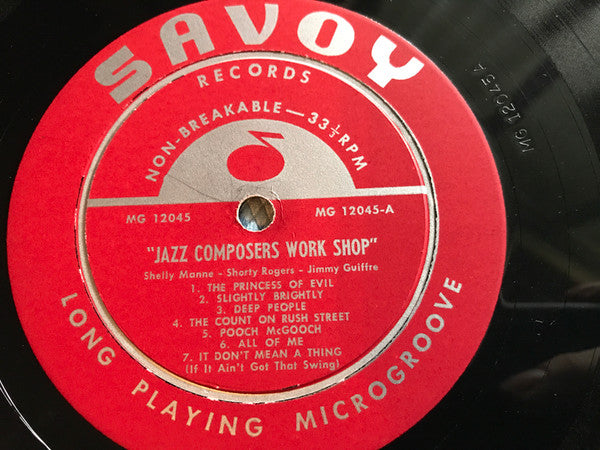 SAVOY
RECORDS
NON-BREAKABLE—33⅓RPM
MG 12045
MG 12045-A
"JAZZ COMPOSERS WORK SHOP"
Shelly Manne - Shorty Rogers - Jimmy Guiffre
1. THE PRINCESS OF EVIL
2. SLIGHTLY BRIGHTLY
3. DEEP PEOPLE
4. THE COUNT ON RUSH STREET
5. POOCH McGOOCH
6. ALL OF ME
7. IT DON'T MEAN A THING
(If It Ain't Got That Swing)
LONG PLAYING MICROGROOVE
MG 12045 A